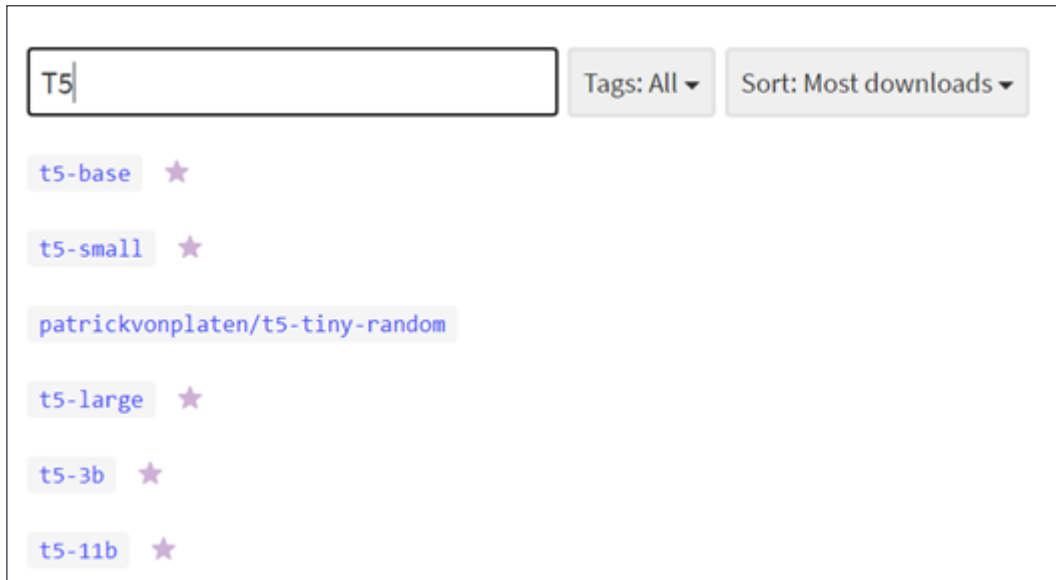 T5 Tags: All Sort: Most downloads
t5-base
t5-small
patrickvonplaten/t5-tiny-random
t5-large
t5-3b
t5-11b